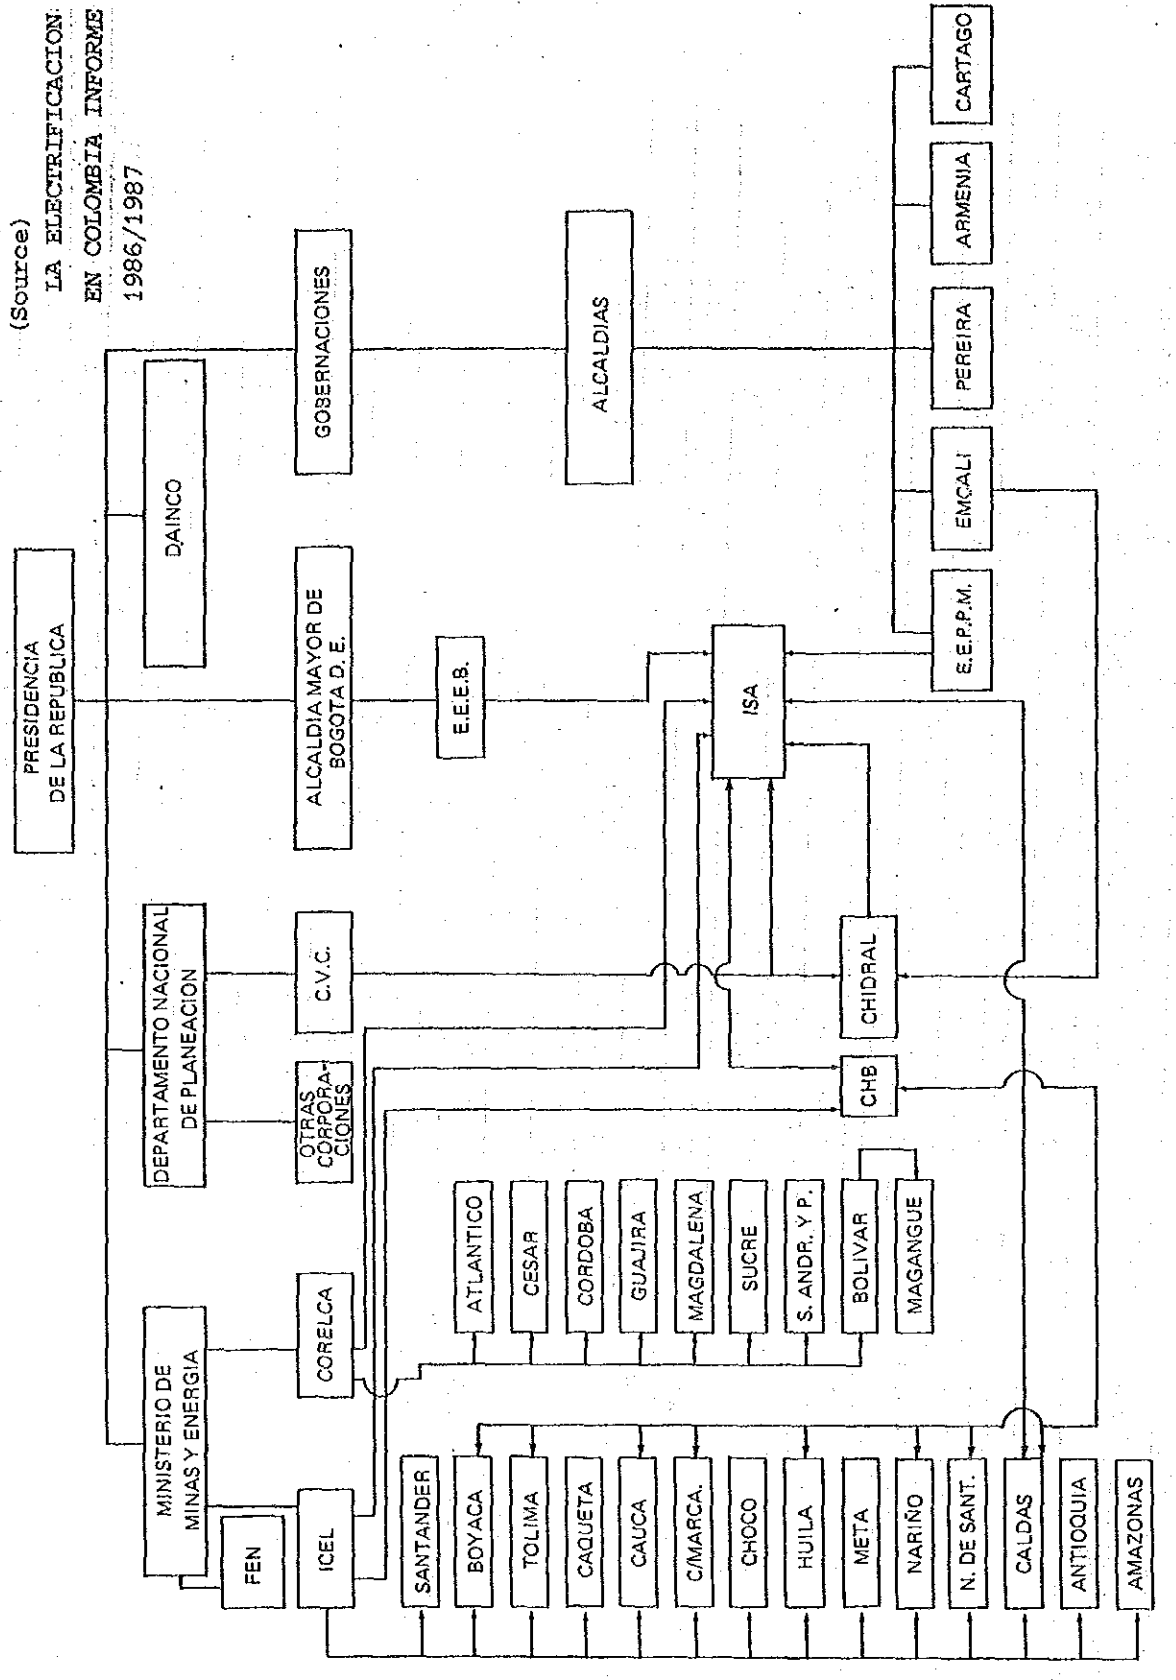 (Source)
LA ELECTRIFICACION
EN COLOMBIA INFORME
1986/1987
PRESIDENCIA
DE LA REPUBLICA
MINISTERIO DE
MINAS Y ENERGIA
DEPARTAMENTO NACIONAL
DE PLANEACION
DAINCO
FEN
ICEL
CORELCA
OTRAS
CORPORA-
CIONES
C.V.C.
ALCALDIA MAYOR DE
BOGOTA D. E.
GOBERNACIONES
E.E.E.B.
ALCALDIAS
SANTANDER
BOYACA
TOLIMA
CAQUETA
CAUCA
C/MARCA.
CHOCO
HUILA
META
NARIÑO
N. DE SANT.
CALDAS
ANTIOQUIA
AMAZONAS
ATLANTICO
CESAR
CORDOBA
GUAJIRA
MAGDALENA
SUCRE
S. ANDR. Y P.
BOLIVAR
MAGANGUE
ISA
CHB
CHIDRAL
E.E.P.P.M.
EMCALI
PEREIRA
ARMENIA
CARTAGO